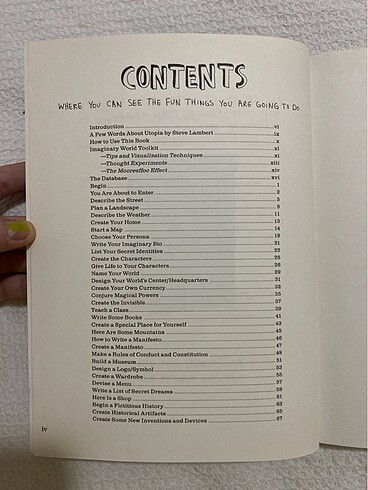 CONTENTS
WHERE YOU CAN SEE THE FUN THINGS YOU ARE GOING TO DO
Introduction vi
A Few Words About Utopia by Steve Lambert ix
How to Use This Book x
Imaginary World Toolkit xi
—Tips and Visualization Techniques xi
—Thought Experiments xiii
—The Mooreeffoc Effect xiv
The Database xvi
Begin 1
You Are About to Enter 2
Describe the Street 5
Plan a Landscape 8
Describe the Weather 11
Create Your Home 13
Start a Map 14
Choose Your Persona 19
Write Your Imaginary Bio 21
List Your Secret Identities 22
Create the Characters 25
Give Life to Your Characters 26
Name Your World 29
Design Your World's Center/Headquarters 31
Create Your Own Currency 32
Conjure Magical Powers 35
Create the Invisible 37
Teach a Class 39
Write Some Books 41
Create a Special Place for Yourself 43
Here Are Some Mountains 45
How to Write a Manifesto 46
Create a Manifesto 47
Make a Rules of Conduct and Constitution 48
Build a Museum 51
Design a Logo/Symbol 53
Create a Wardrobe 55
Devise a Menu 57
Write a List of Secret Dreams 58
Here Is a Shop 61
Begin a Fictitious History 63
Create Historical Artifacts 65
Create Some New Inventions and Devices 67
iv